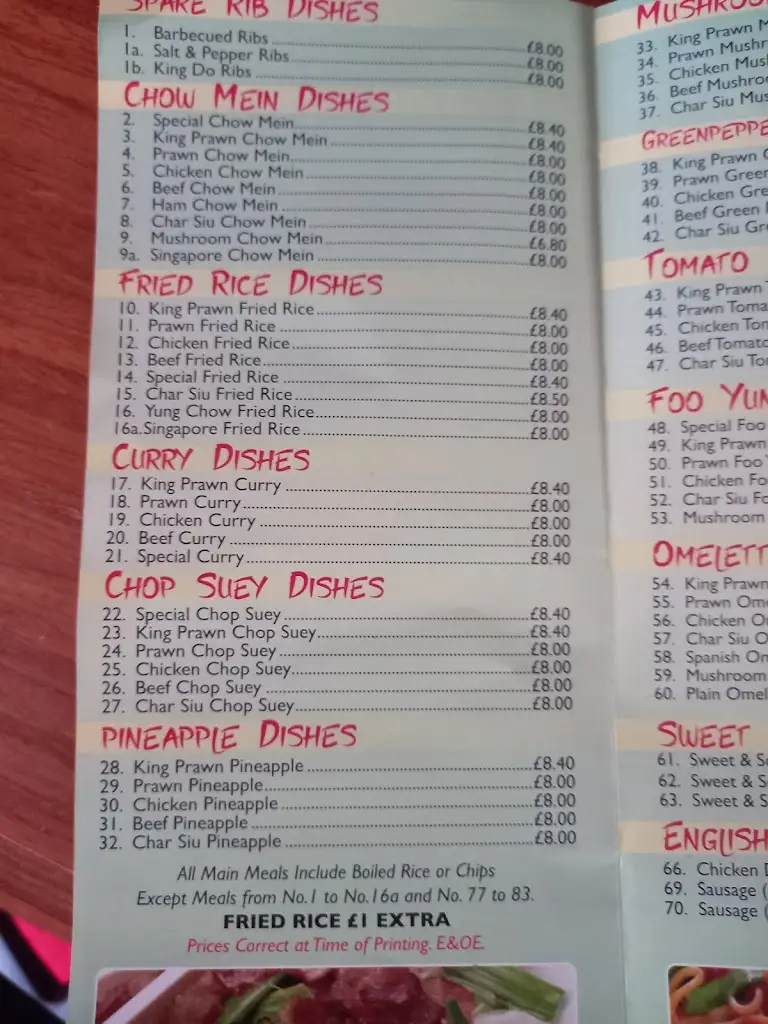 SPARE RIB DISHES
1. Barbecued Ribs £8.00
1a. Salt & Pepper Ribs £8.00
1b. King Do Ribs £8.00
CHOW MEIN DISHES
2. Special Chow Mein £8.40
3. King Prawn Chow Mein £8.40
4. Prawn Chow Mein £8.00
5. Chicken Chow Mein £8.00
6. Beef Chow Mein £8.00
7. Ham Chow Mein £8.00
8. Char Siu Chow Mein £8.00
9. Mushroom Chow Mein £6.80
9a. Singapore Chow Mein £8.00
FRIED RICE DISHES
10. King Prawn Fried Rice £8.40
11. Prawn Fried Rice £8.00
12. Chicken Fried Rice £8.00
13. Beef Fried Rice £8.00
14. Special Fried Rice £8.40
15. Char Siu Fried Rice £8.50
16. Yung Chow Fried Rice £8.00
16a. Singapore Fried Rice £8.00
CURRY DISHES
17. King Prawn Curry £8.40
18. Prawn Curry £8.00
19. Chicken Curry £8.00
20. Beef Curry £8.00
21. Special Curry £8.40
CHOP SUEY DISHES
22. Special Chop Suey £8.40
23. King Prawn Chop Suey £8.40
24. Prawn Chop Suey £8.00
25. Chicken Chop Suey £8.00
26. Beef Chop Suey £8.00
27. Char Siu Chop Suey £8.00
PINEAPPLE DISHES
28. King Prawn Pineapple £8.40
29. Prawn Pineapple £8.00
30. Chicken Pineapple £8.00
31. Beef Pineapple £8.00
32. Char Siu Pineapple £8.00
All Main Meals Include Boiled Rice or Chips
Except Meals from No.1 to No.16a and No. 77 to 83.
FRIED RICE £1 EXTRA
Prices Correct at Time of Printing. E&OE.
33. King Prawn
34. Prawn
35. Chicken
36. Beef
37. Char Siu
38. King Prawn
39. Prawn
40. Chicken
41. Beef
42. Char Siu
TOMATO
43. King Prawn
44. Prawn
45. Chicken
46. Beef Tomato
47. Char Siu
FOO
48. Special Foo
49. King Prawn
50. Prawn Foo
51. Chicken
52. Char Siu
53. Mushroom
54. King Prawn
55. Prawn
56. Chicken
57. Char Siu
58. Spanish
59. Mushroom
60. Plain
SWEET
61. Sweet &
62. Sweet &
63. Sweet &
ENGLISH
66. Chicken
69. Sausage (
70. Sausage (